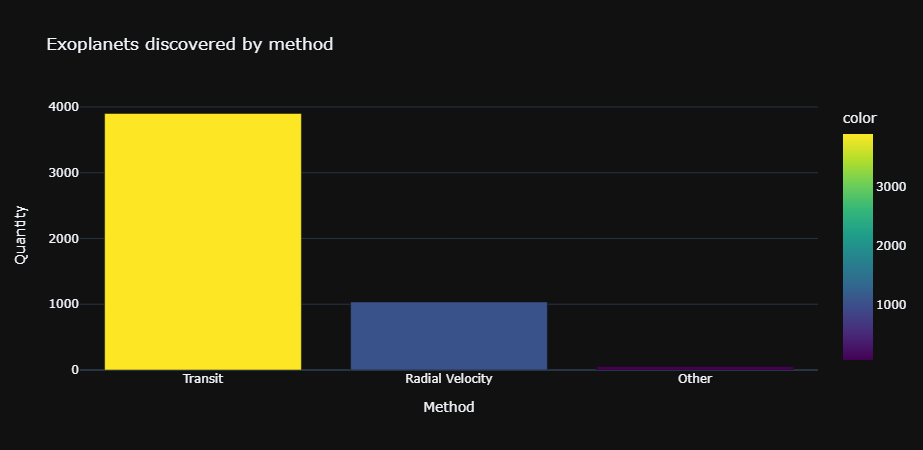 Exoplanets discovered by method
color
4000
3000
2000
1000
0
Quantity
Transit
Radial Velocity
Other
Method
3000
2000
1000